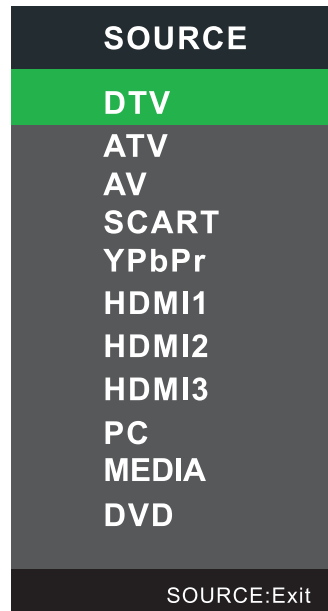 SOURCE
DTV
ATV
AV
SCART
YPbPr
HDMI1
HDMI2
HDMI3
PC
MEDIA
DVD
SOURCE:Exit